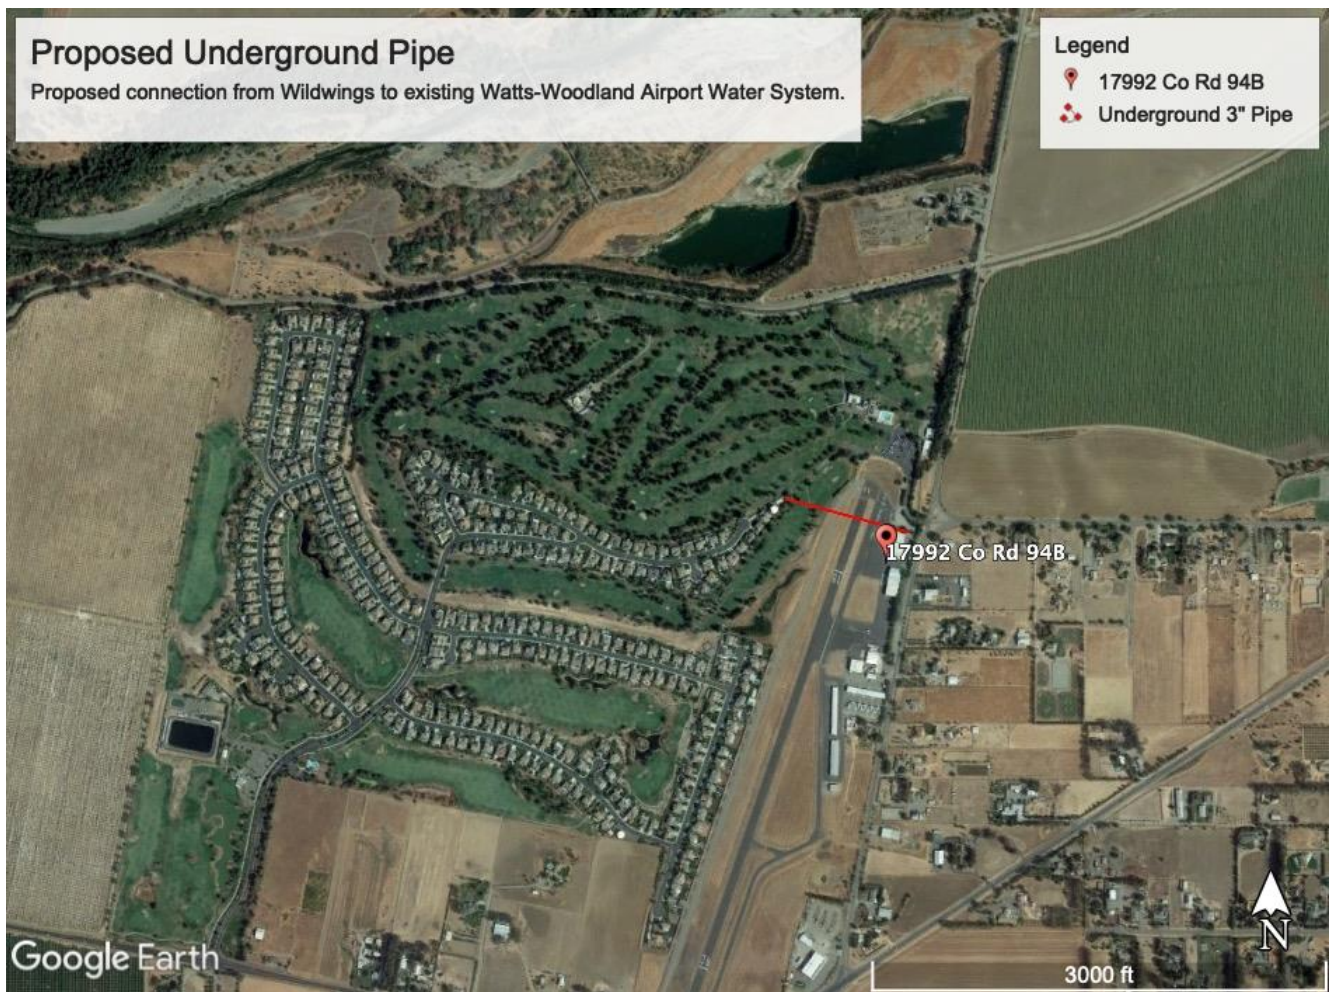 Proposed Underground Pipe
Proposed connection from Wildwings to existing Watts-Woodland Airport Water System.
Legend
17992 Co Rd 94B
Underground 3" Pipe
17992 Co Rd 94B
N
Google Earth
3000 ft